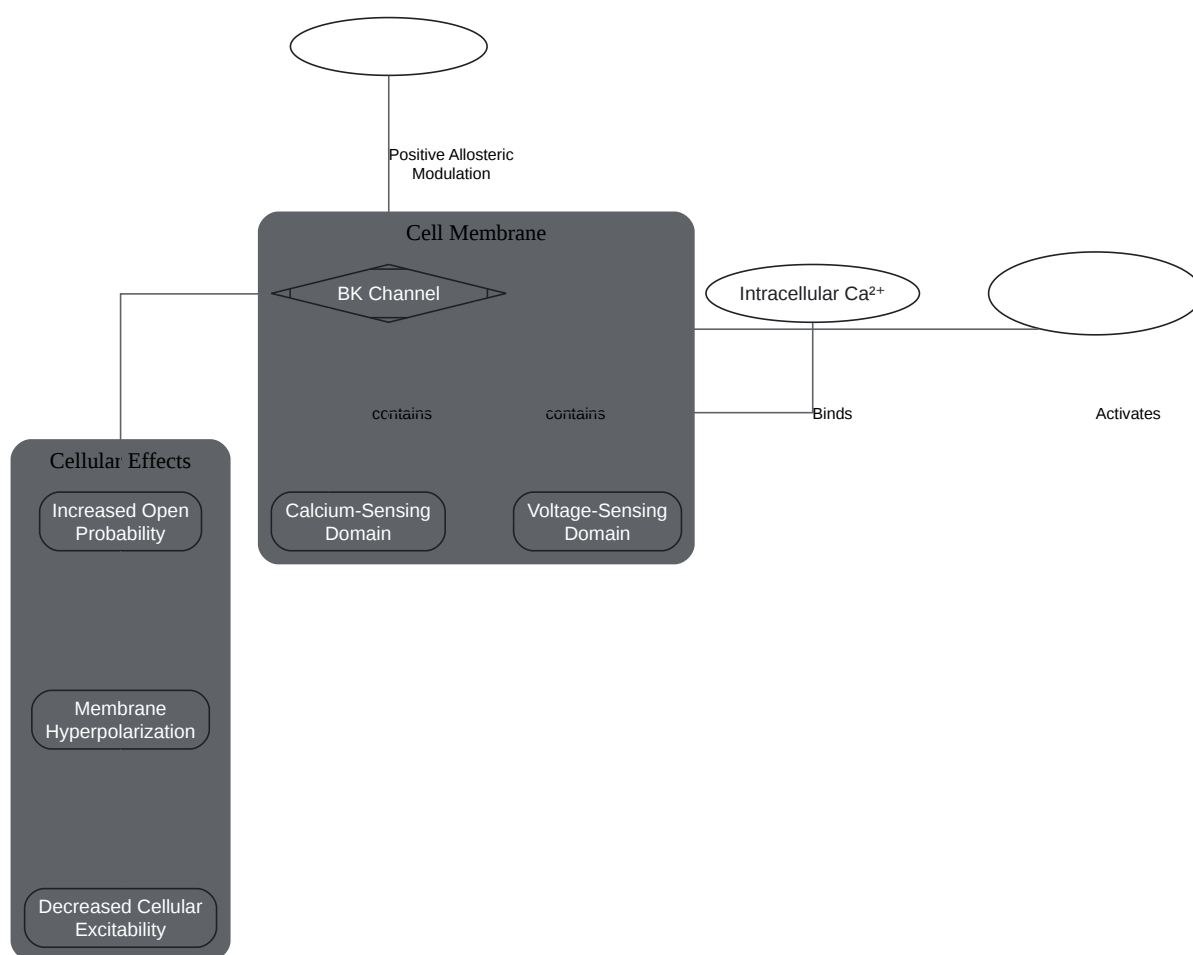 Positive Allosteric
Modulation
Cell Membrane
BK Channel
Intracellular Ca²⁺
contains
contains
Binds
Activates
Cellular Effects
Increased Open
Probability
Calcium-Sensing
Domain
Voltage-Sensing
Domain
Membrane
Hyperpolarization
Decreased Cellular
Excitability